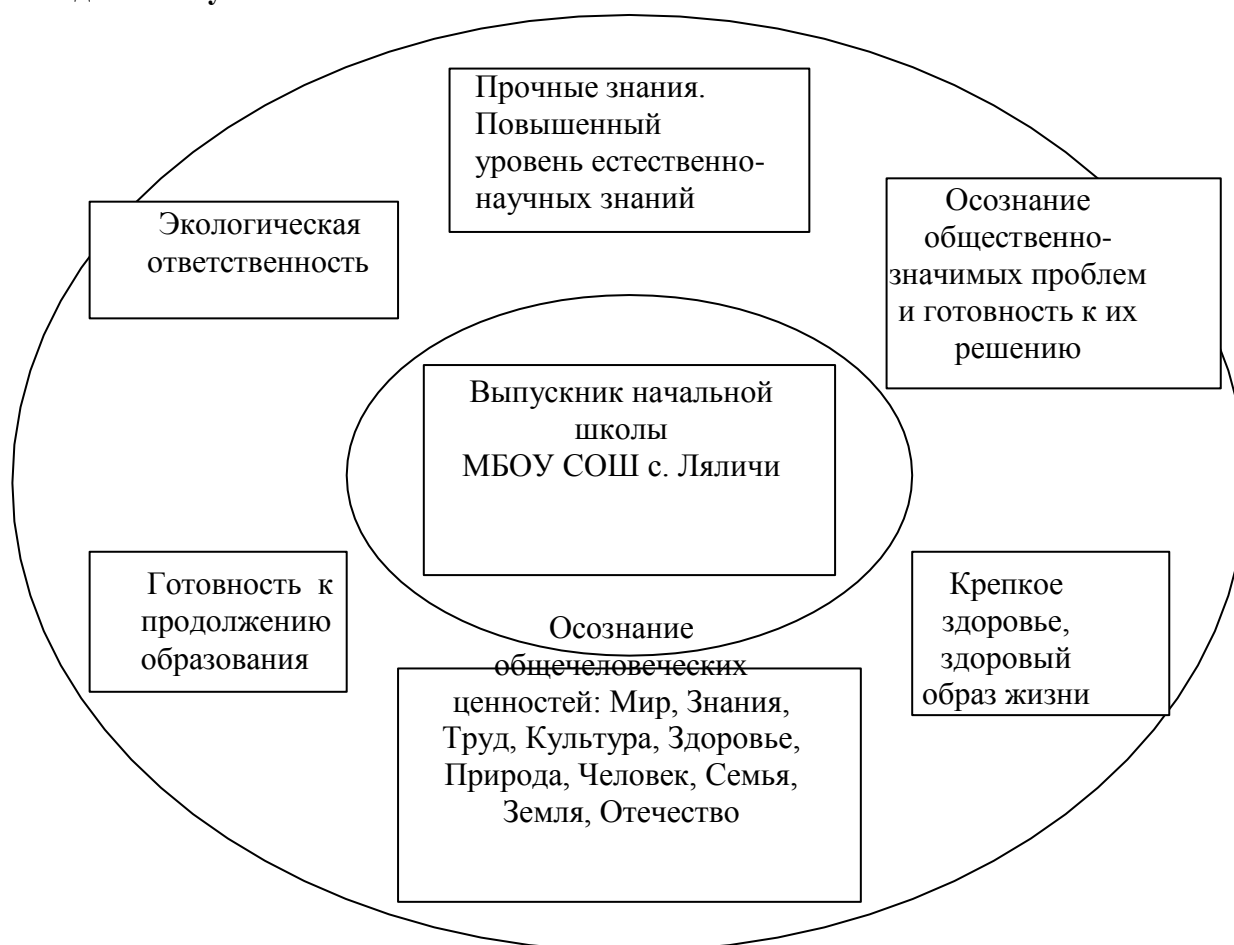 Прочные знания.
Повышенный
уровень естественно-
научных знаний
Экологическая
ответственность
Осознание
общественно-
значимых проблем
и готовность к их
решению
Выпускник начальной
школы
МБОУ СОШ с. Ляличи
Готовность к
продолжению
образования
Крепкое
здоровье,
здоровый
образ жизни
Осознание
общечеловеческих
ценностей: Мир, Знания,
Труд, Культура, Здоровье,
Природа, Человек, Семья,
Земля, Отечество